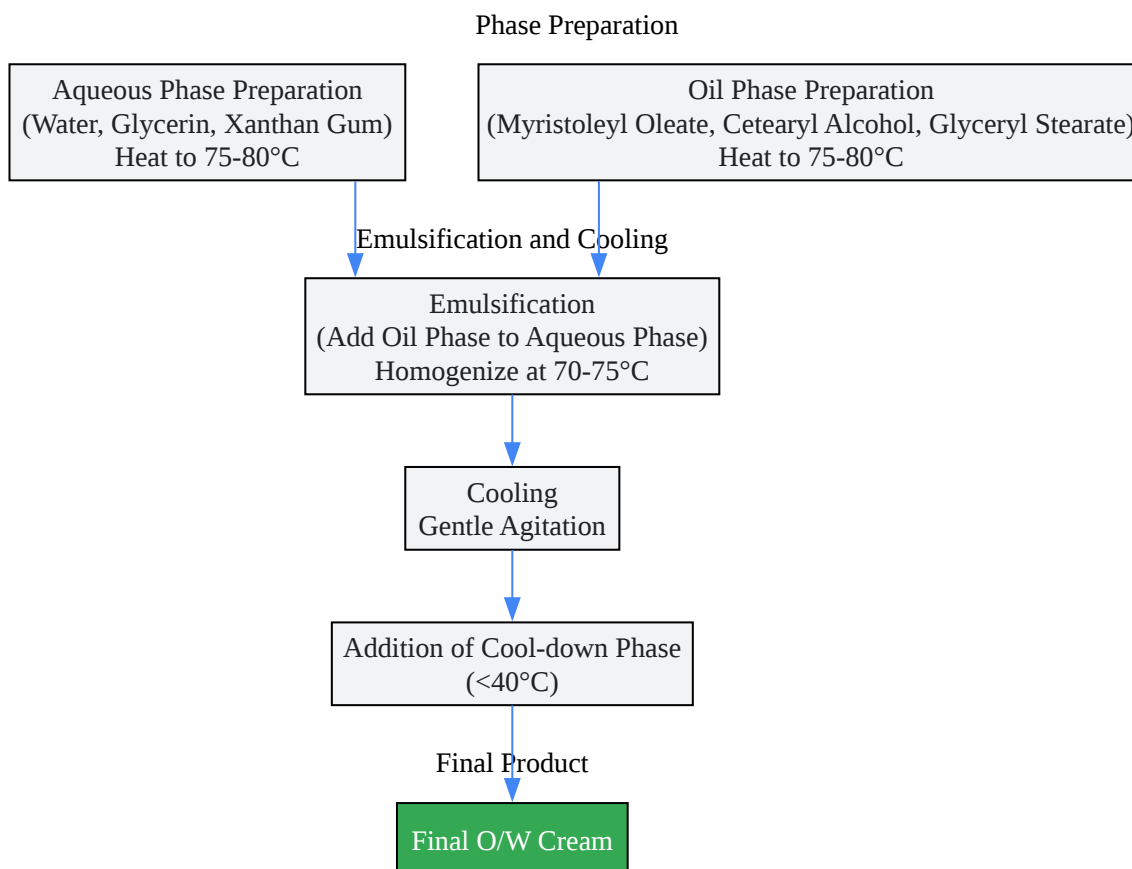 Phase Preparation
Aqueous Phase Preparation
(Water, Glycerin, Xanthan Gum)
Heat to 75-80°C
Oil Phase Preparation
(Myristoleyl Oleate, Cetearyl Alcohol, Glyceryl Stearate)
Heat to 75-80°C
Emulsification and Cooling
Emulsification
(Add Oil Phase to Aqueous Phase)
Homogenize at 70-75°C
Cooling
Gentle Agitation
Addition of Cool-down Phase
(<40°C)
Final Product
Final O/W Cream